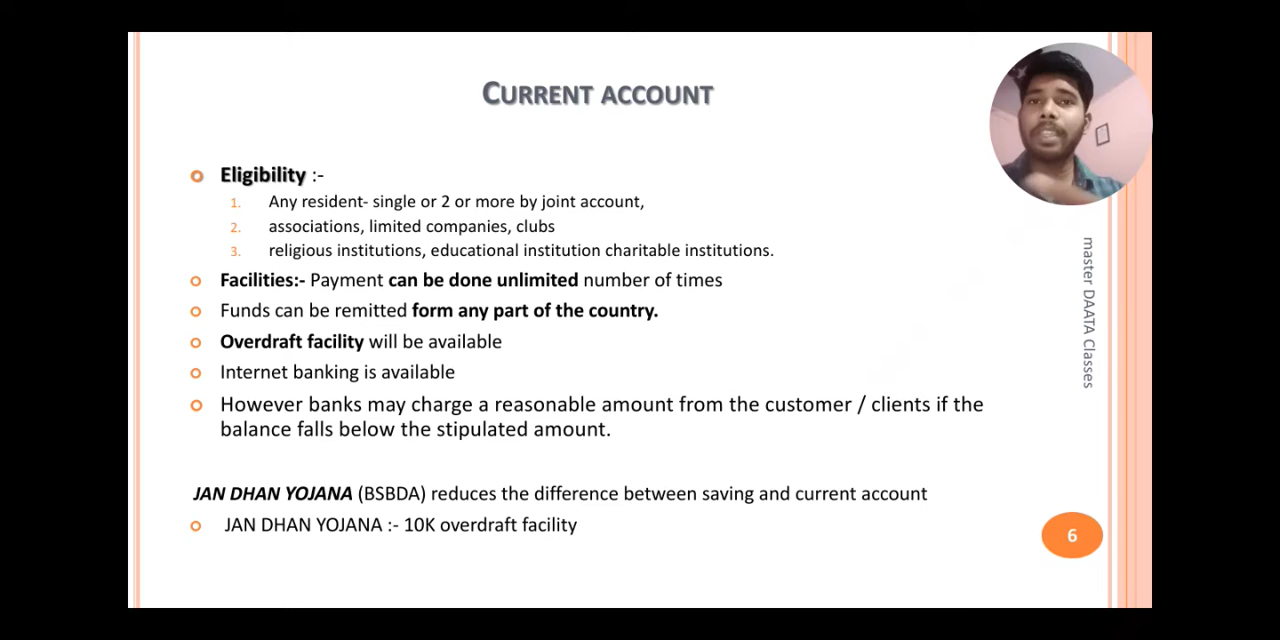 CURRENT ACCOUNT
Eligibility :-
1. Any resident- single or 2 or more by joint account,
2. associations, limited companies, clubs
3. religious institutions, educational institution charitable institutions.
Facilities:- Payment can be done unlimited number of times
Funds can be remitted form any part of the country.
Overdraft facility will be available
Internet banking is available
However banks may charge a reasonable amount from the customer / clients if the
balance falls below the stipulated amount.
JAN DHAN YOJANA (BSBDA) reduces the difference between saving and current account
JAN DHAN YOJANA :- 10K overdraft facility
master DAATA Classes
6